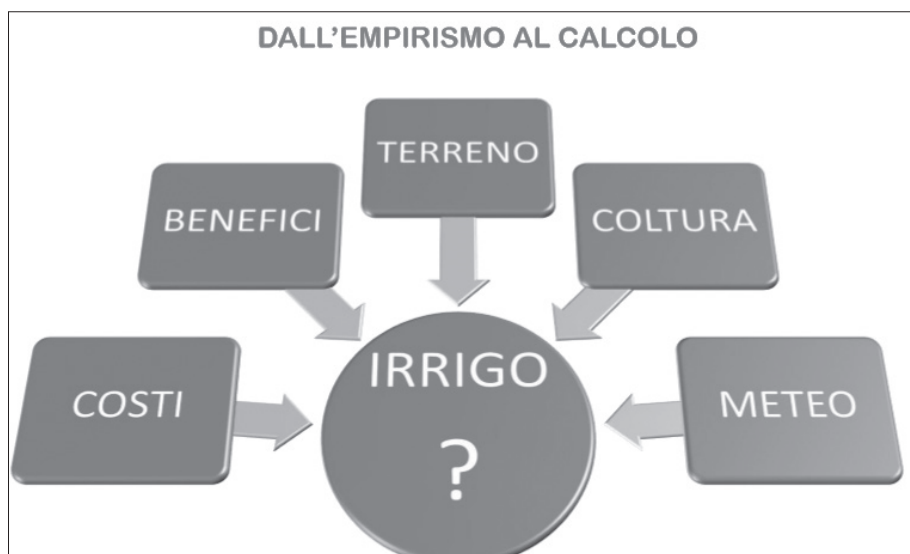 DALL'EMPIRISMO AL CALCOLO
TERRENO
BENEFICI
COLTURA
COSTI
IRRIGO
?
METEO